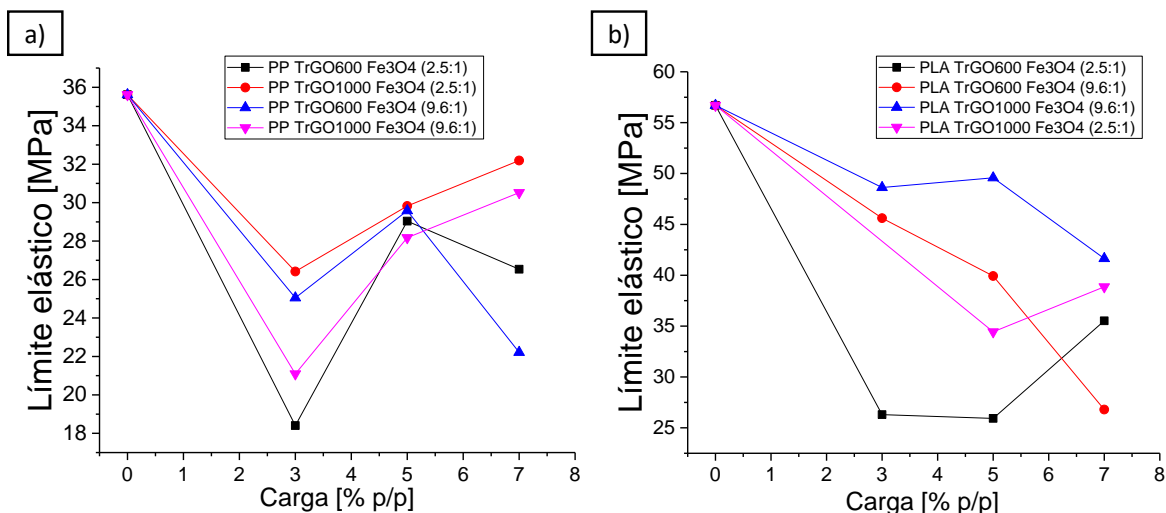 a)
PP TrGO600 Fe3O4 (2.5:1)
PP TrGO1000 Fe3O4 (2.5:1)
PP TrGO600 Fe3O4 (9.6:1)
PP TrGO1000 Fe3O4 (9.6:1)
Límite elástico [MPa]
36
34
32
30
28
26
24
22
20
18
0 1 2 3 4 5 6 7 8
Carga [% p/p]
b)
PLA TrGO600 Fe3O4 (2.5:1)
PLA TrGO600 Fe3O4 (9.6:1)
PLA TrGO1000 Fe3O4 (9.6:1)
PLA TrGO1000 Fe3O4 (2.5:1)
Límite elástico [MPa]
60
55
50
45
40
35
30
25
0 1 2 3 4 5 6 7 8
Carga [% p/p]